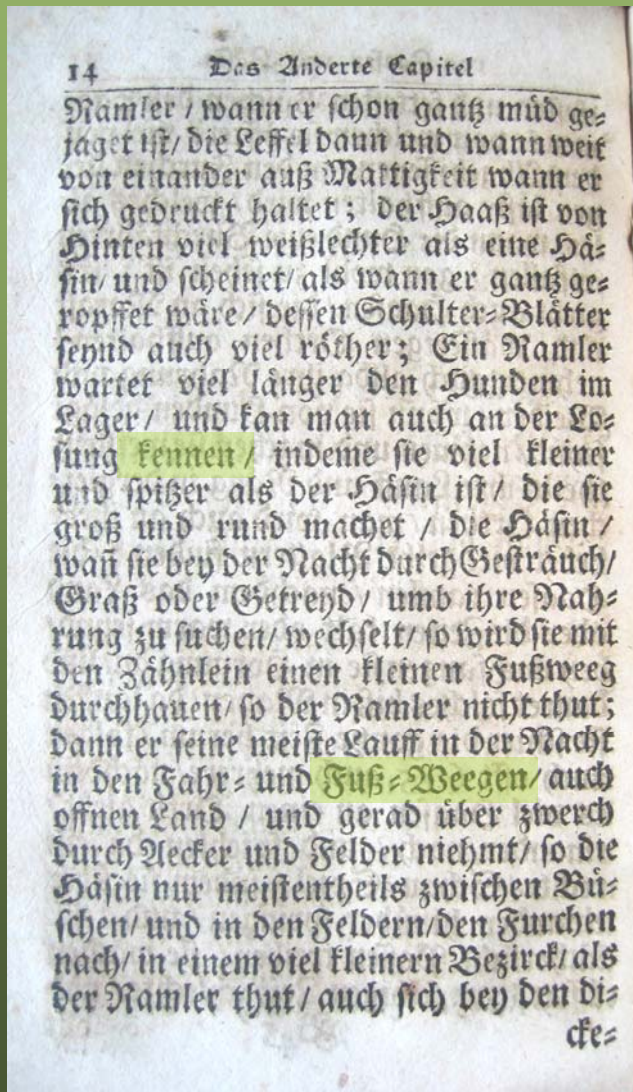 14 Das Anderte Capitel
Ramler / wann er schon gantz müd ge-
jaget ist / die Leffel dann und wann weit
von einander auß Mattigkeit wann er
sich gedruckt haltet ; der Haaß ist von
Hinten viel weißlechter als eine Hä-
sin / und scheinet / als wann er gantz ge-
ropffet wäre / dessen Schulter-Blätter
seynd auch viel röther ; Ein Ramler
wartet viel länger den Hunden im
Lager / und kan man auch an der Lo-
sung kennen / indeme sie viel kleiner
und spitzer als der Häsin ist / die sie
groß und rund machet / die Häsin /
wañ sie bey der Nacht durch Gesträuch /
Graß oder Getreyd / umb ihre Nah-
rung zu suchen / wechselt / so wird sie mit
den Zähnlein einen kleinen Fußweeg
durchhauen / so der Ramler nicht thut ;
dann er seine meiste Lauff in der Nacht
in den Fahr- und Fuß-Weegen / auch
offnen Land / und gerad über zwerch
durch Aecker und Felder niehmt / so die
Häsin nur meistentheils zwischen Bü-
schen / und in den Feldern / den Furchen
nach / in einem viel kleinern Bezirck / als
der Ramler thut / auch sich bey den di-
cke-